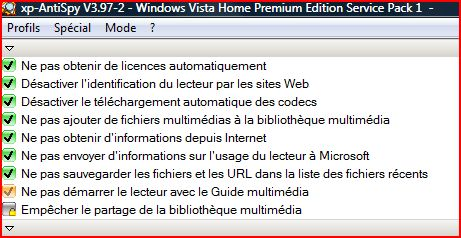 xp-AntiSpy V3.97-2 - Windows Vista Home Premium Edition Service Pack 1 -
Profils Spécial Mode ?
Ne pas obtenir de licences automatiquement
Désactiver l'identification du lecteur par les sites Web
Désactiver le téléchargement automatique des codecs
Ne pas ajouter de fichiers multimédias à la bibliothèque multimédia
Ne pas obtenir d'informations depuis Internet
Ne pas envoyer d'informations sur l'usage du lecteur à Microsoft
Ne pas sauvegarder les fichiers et les URL dans la liste des fichiers récents
Ne pas démarrer le lecteur avec le Guide multimédia
Empêcher le partage de la bibliothèque multimédia